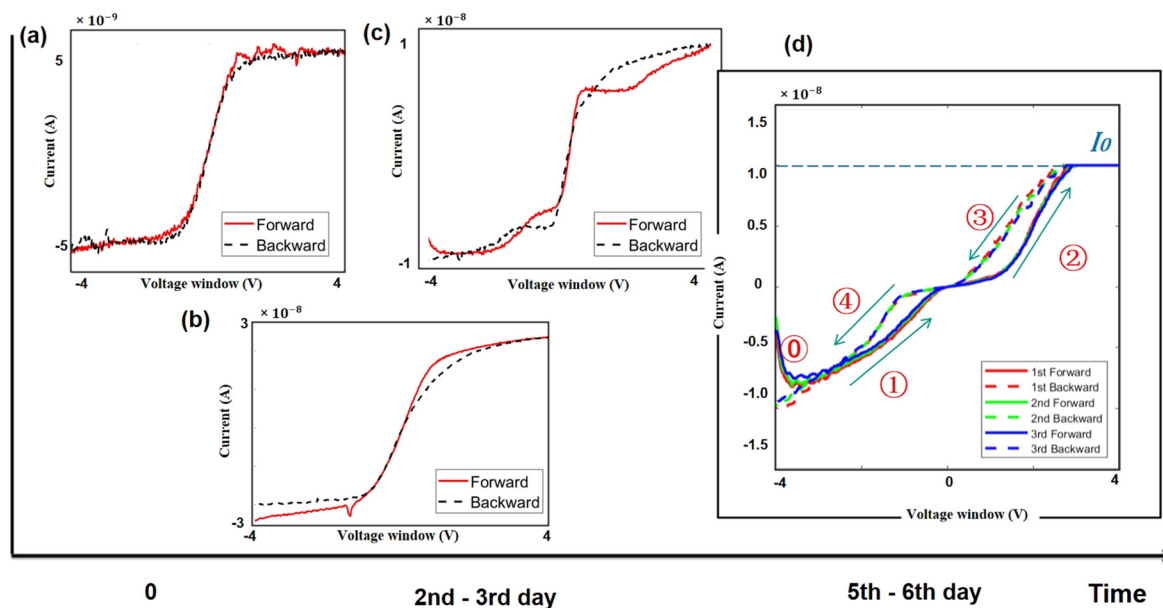 (a)
× 10⁻⁹
5
-5
Current (A)
-4
Voltage window (V)
4
Forward
Backward
(b)
× 10⁻⁸
3
-3
Current (A)
-4
Voltage window (V)
4
Forward
Backward
(c)
× 10⁻⁸
1
-1
Current (A)
-4
Voltage window (V)
4
Forward
Backward
(d)
× 10⁻⁸
1.5
1.0
0.5
0
-0.5
-1.0
-1.5
Current (A)
I0
③
②
④
⓪
①
1st Forward
1st Backward
2nd Forward
2nd Backward
3rd Forward
3rd Backward
-4
0
4
Voltage window (V)
0
2nd - 3rd day
5th - 6th day
Time